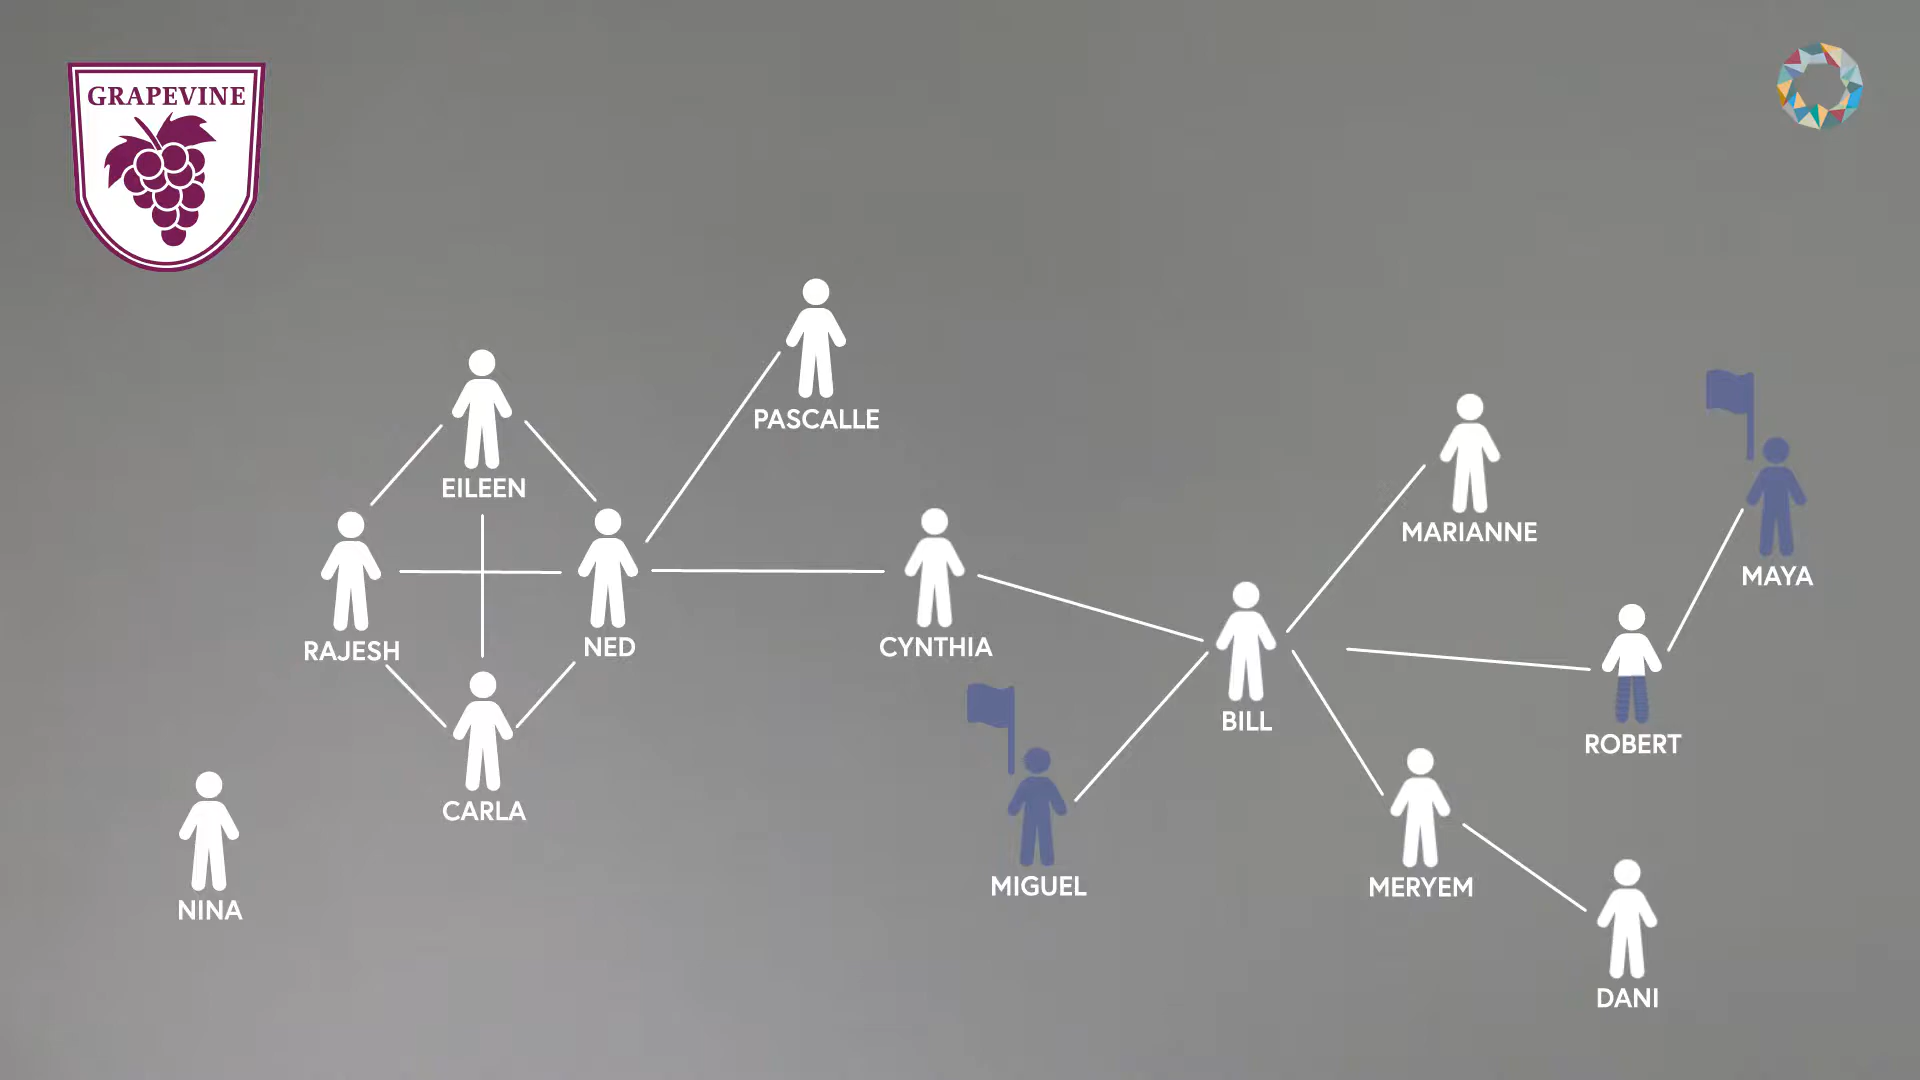 GRAPEVINE
PASCALLE
EILEEN
MARIANNE
MAYA
RAJESH
NED
CYNTHIA
BILL
ROBERT
CARLA
MIGUEL
MERYEM
NINA
DANI